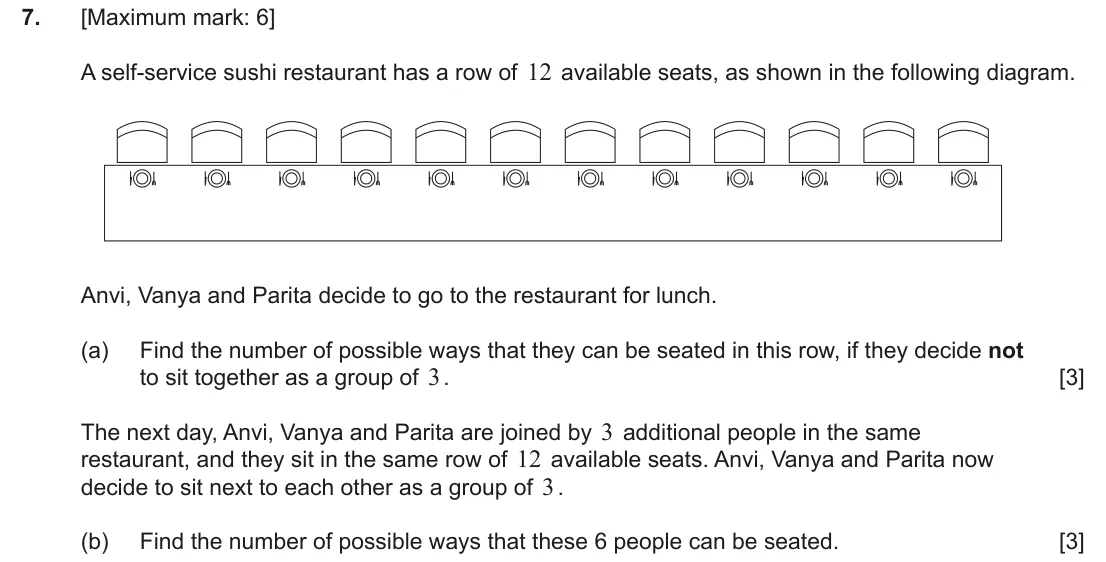 7. [Maximum mark: 6]
A self-service sushi restaurant has a row of 12 available seats, as shown in the following diagram.
Anvi, Vanya and Parita decide to go to the restaurant for lunch.
(a) Find the number of possible ways that they can be seated in this row, if they decide not
to sit together as a group of 3. [3]
The next day, Anvi, Vanya and Parita are joined by 3 additional people in the same
restaurant, and they sit in the same row of 12 available seats. Anvi, Vanya and Parita now
decide to sit next to each other as a group of 3.
(b) Find the number of possible ways that these 6 people can be seated. [3]